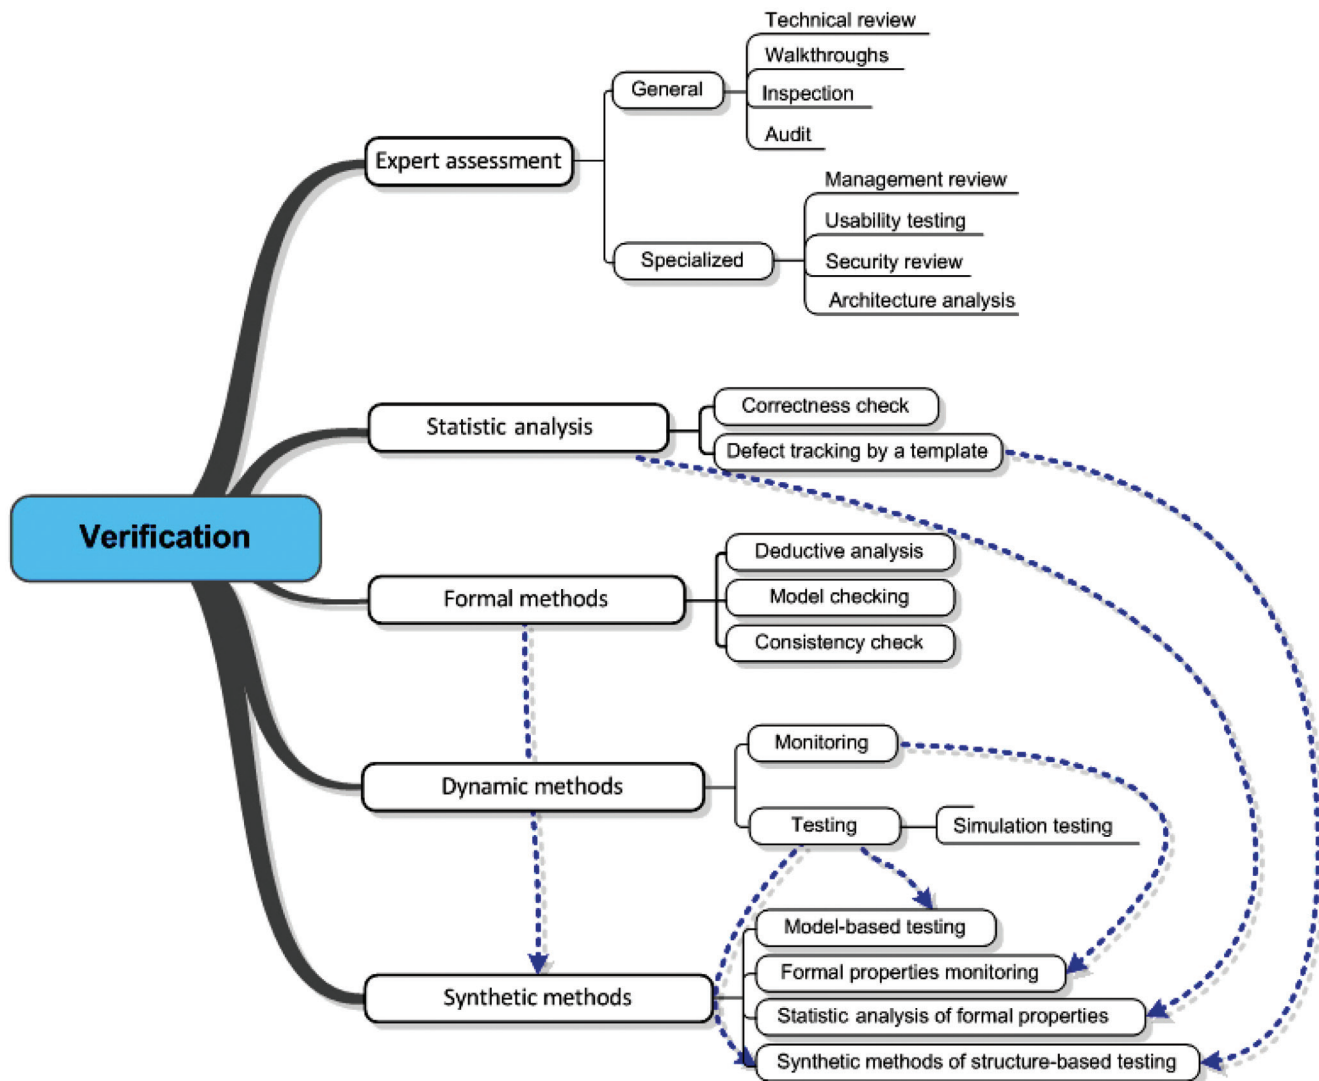 Technical review
Walkthroughs
General
Inspection
Audit
Expert assessment
Management review
Usability testing
Specialized
Security review
Architecture analysis
Correctness check
Statistic analysis
Defect tracking by a template
Verification
Deductive analysis
Formal methods
Model checking
Consistency check
Monitoring
Dynamic methods
Testing
Simulation testing
Model-based testing
Formal properties monitoring
Synthetic methods
Statistic analysis of formal properties
Synthetic methods of structure-based testing